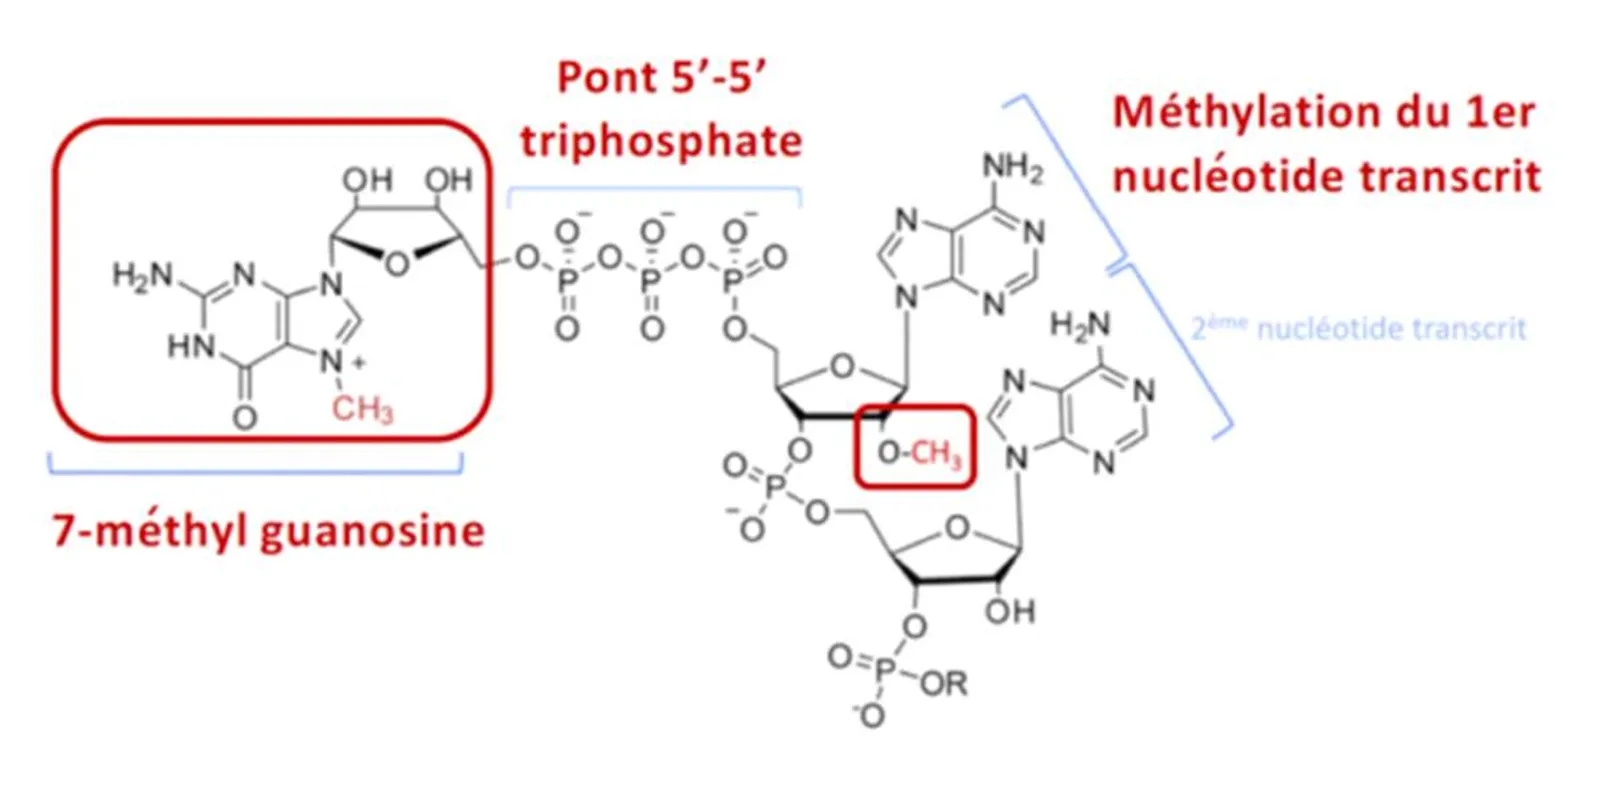 Pont 5’-5’
triphosphate
Méthylation du 1er
nucléotide transcrit
2ème nucléotide transcrit
7-méthyl guanosine
OH OH
H2N N N
HN N +
O CH3
O
O O- P O
O O- P O
O O- P O
O
NH2
N N
N N
O
O-CH3
O
O P O
-O
H2N
N N
N N
O
OH
O
O P OR
-O